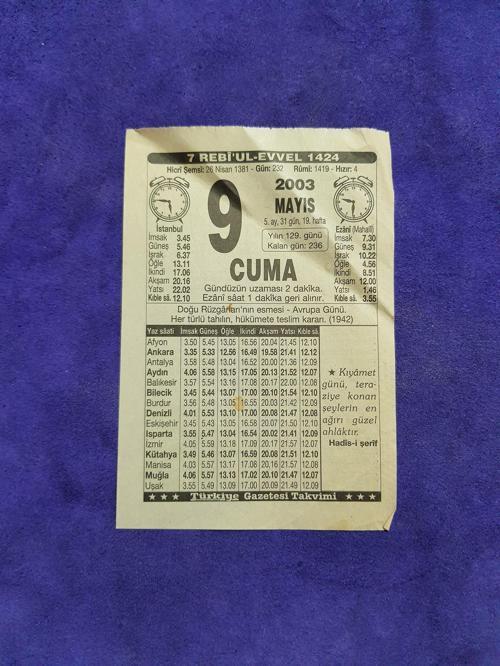 7 REBİ'UL-EVVEL 1424
Hicrî Şemsî: 26 Nisan 1381 - Gün: 232 Rûmî: 1419 - Hızır: 4
9
2003
MAYIS
5. ay, 31 gün, 19. hafta
Yılın 129. günü
Kalan gün: 236
CUMA
Gündüzün uzaması 2 dakika.
Ezânî sâat 1 dakika geri alınır.
İstanbul
İmsak 3.45
Güneş 5.46
İsrak 6.37
Öğle 13.11
İkindi 17.06
Akşam 20.16
Yatsı 22.02
Kıble sâ. 12.10
Ezânî (Mahallî)
İmsak 7.30
Güneş 9.31
İsrak 10.22
Öğle 4.56
İkindi 8.51
Akşam 12.00
Yatsı 1.46
Kıble sâ. 3.55
Doğu Rüzgârları'nın esmesi - Avrupa Günü.
Her türlü tahılın, hükümete teslim kararı. (1942)
Yaz sâati İmsak Güneş Öğle İkindi Akşam Yatsı Kıble sâ.
Afyon 3.50 5.45 13.05 16.56 20.04 21.45 12.10
Ankara 3.35 5.33 12.56 16.49 19.58 21.41 12.12
Antalya 3.58 5.48 13.04 16.52 20.00 21.36 12.09
Aydın 4.06 5.58 13.15 17.05 20.13 21.52 12.07
Balıkesir 3.57 5.54 13.16 17.08 20.17 22.00 12.08
Bilecik 3.45 5.44 13.07 17.00 20.10 21.54 12.10
Burdur 3.56 5.48 13.05 16.55 20.03 21.42 12.09
Denizli 4.01 5.53 13.10 17.00 20.08 21.47 12.08
Eskişehir 3.45 5.43 13.05 16.58 20.08 21.51 12.10
Isparta 3.55 5.47 13.04 16.54 20.02 21.41 12.09
İzmir 4.05 5.59 13.18 17.09 20.17 21.57 12.07
Kütahya 3.49 5.46 13.07 16.59 20.08 21.51 12.10
Manisa 4.03 5.57 13.17 17.08 20.16 21.57 12.08
Muğla 4.06 5.57 13.13 17.02 20.10 21.47 12.07
Uşak 3.55 5.49 13.09 17.00 20.09 21.49 12.09
★ Kıyâmet
günü, tera-
ziye konan
şeylerin en
ağırı güzel
ahlâktır.
Hadîs-i şerîf
★ ★ ★ Türkiye Gazetesi Takvimi ★ ★ ★